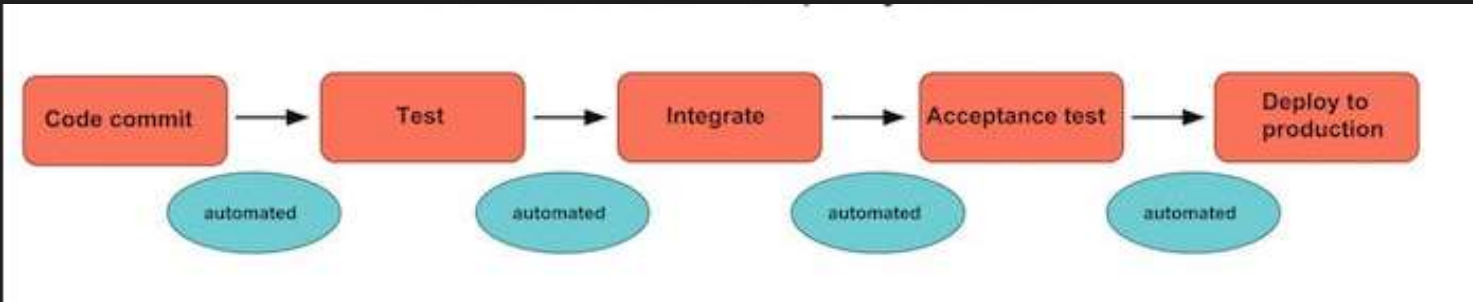 Code commit
Test
Integrate
Acceptance test
Deploy to
production
automated
automated
automated
automated